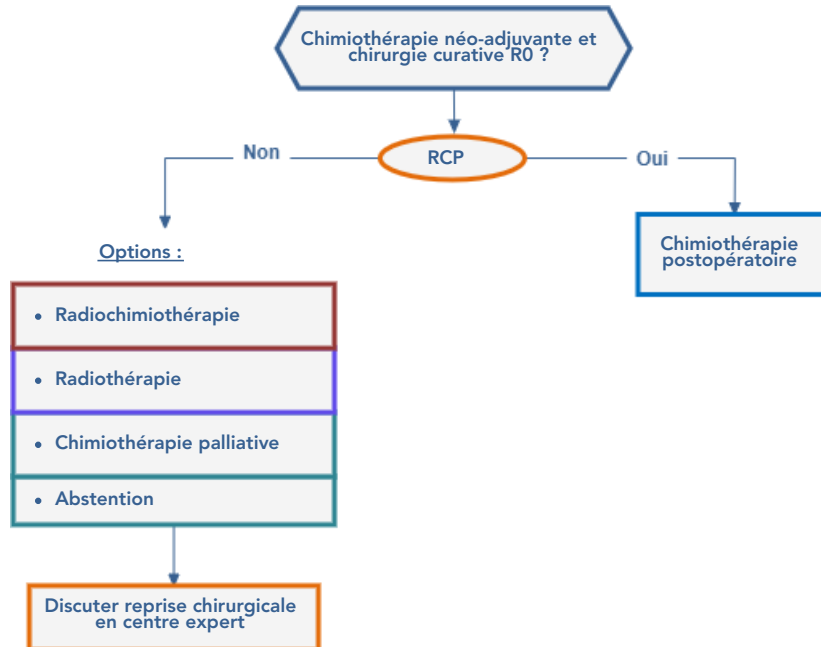 Chimiothérapie néo-adjuvante et
chirurgie curative R0 ?
RCP
Non
Oui
Options :
Chimiothérapie
postopératoire
• Radiochimiothérapie
• Radiothérapie
• Chimiothérapie palliative
• Abstention
Discuter reprise chirurgicale
en centre expert